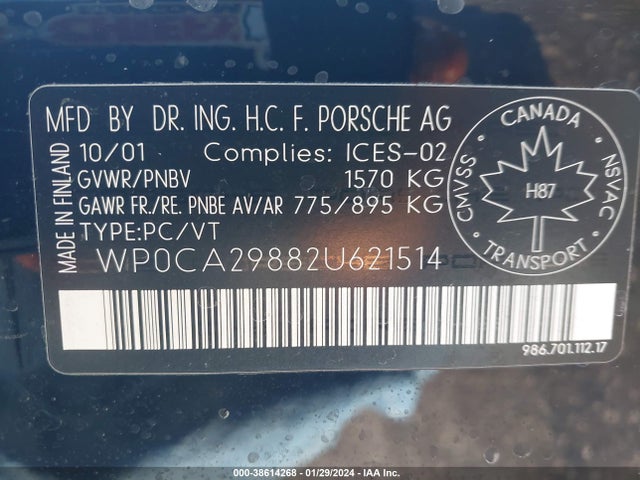 MFD BY DR. ING. H.C. F. PORSCHE AG
10/01 Complies: ICES-02
GVWR/PNBV 1570 KG
GAWR FR./RE. PNBE AV/AR 775/895 KG
TYPE:PC/VT
WP0CA29882U621514
MADE IN FINLAND
CANADA
CMVSS
NSVAC
H87
TRANSPORT
986.701.112.17
000-38614268 - 01/29/2024 - IAA Inc.